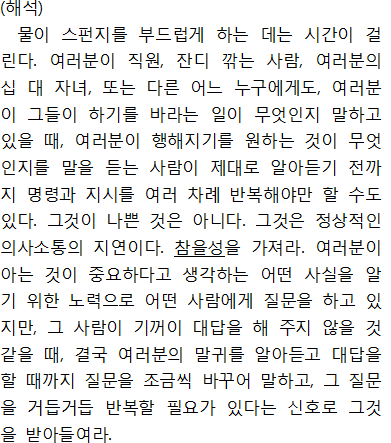 (해석)
물이 스펀지를 부드럽게 하는 데는 시간이 걸
린다. 여러분이 직원, 잔디 깎는 사람, 여러분의
십 대 자녀, 또는 다른 어느 누구에게도, 여러분
이 그들이 하기를 바라는 일이 무엇인지 말하고
있을 때, 여러분이 행해지기를 원하는 것이 무엇
인지를 말을 듣는 사람이 제대로 알아듣기 전까
지 명령과 지시를 여러 차례 반복해야만 할 수도
있다. 그것이 나쁜 것은 아니다. 그것은 정상적인
의사소통의 지연이다. 참을성을 가져라. 여러분이
아는 것이 중요하다고 생각하는 어떤 사실을 알
기 위한 노력으로 어떤 사람에게 질문을 하고 있
지만, 그 사람이 기꺼이 대답을 해 주지 않을 것
같을 때, 결국 여러분의 말귀를 알아듣고 대답을
할 때까지 질문을 조금씩 바꾸어 말하고, 그 질문
을 거듭거듭 반복할 필요가 있다는 신호로 그것
을 받아들여라.